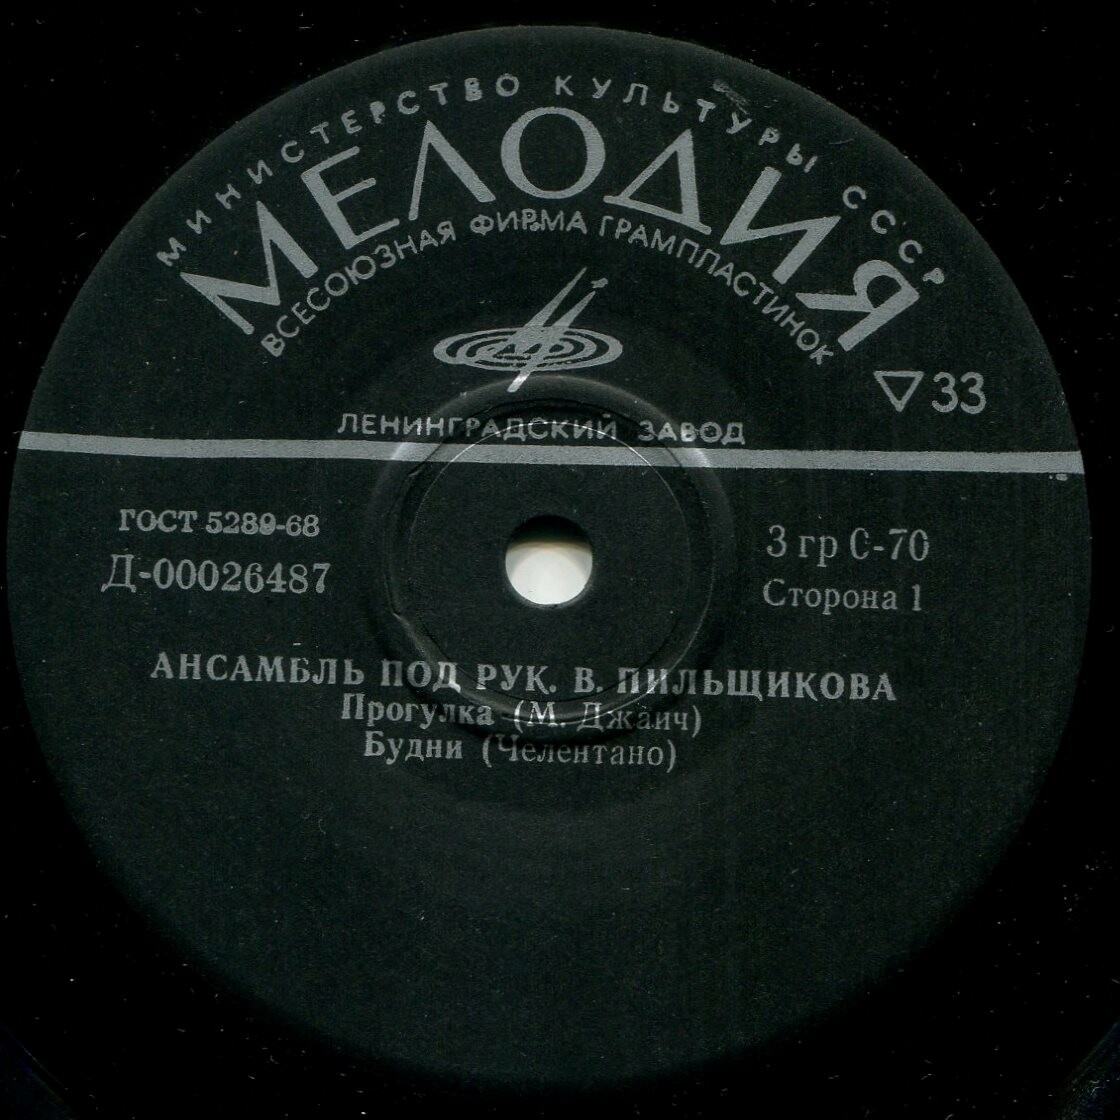 МИНИСТЕРСТВО КУЛЬТУРЫ СССР
МЕЛОДИЯ
ВСЕСОЮЗНАЯ ФИРМА ГРАМПЛАСТИНОК
▽33
ЛЕНИНГРАДСКИЙ ЗАВОД
ГОСТ 5289-68
Д-00026487
3 гр С-70
Сторона 1
АНСАМБЛЬ ПОД РУК. В. ПИЛЬЩИКОВА
Прогулка (М. Джаич)
Будни (Челентано)